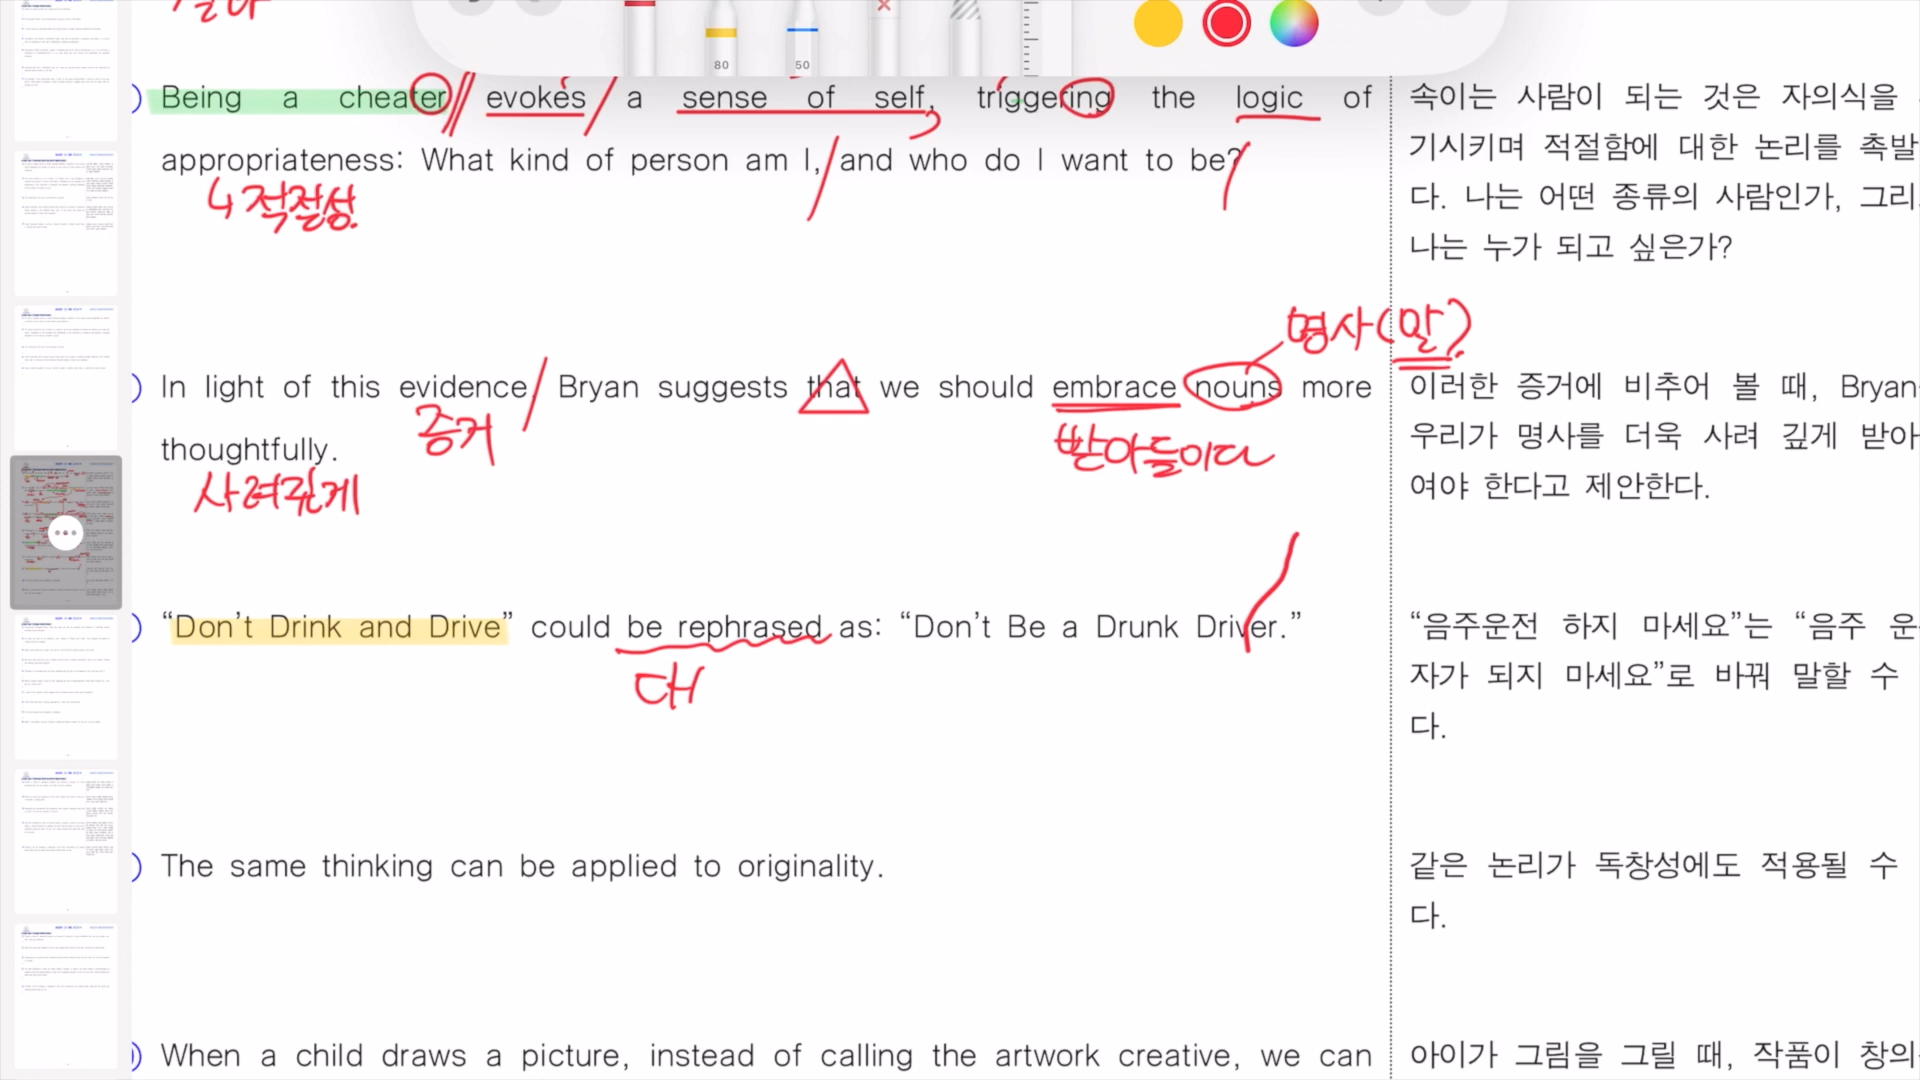 80
50
Being a cheater evokes a sense of self, triggering the logic of
appropriateness: What kind of person am I, and who do I want to be?
↳ 적절성
속이는 사람이 되는 것은 자의식을
기시키며 적절함에 대한 논리를 촉발
다. 나는 어떤 종류의 사람인가, 그리
나는 누가 되고 싶은가?
명사(말)
In light of this evidence, Bryan suggests that we should embrace nouns more
thoughtfully.
증거
받아들이다
사려깊게
이러한 증거에 비추어 볼 때, Bryan
우리가 명사를 더욱 사려 깊게 받아
여야 한다고 제안한다.
“Don’t Drink and Drive” could be rephrased as: “Don’t Be a Drunk Driver.”
대
“음주운전 하지 마세요”는 “음주 운
자가 되지 마세요”로 바꿔 말할 수
다.
The same thinking can be applied to originality.
같은 논리가 독창성에도 적용될 수
다.
When a child draws a picture, instead of calling the artwork creative, we can
아이가 그림을 그릴 때, 작품이 창의